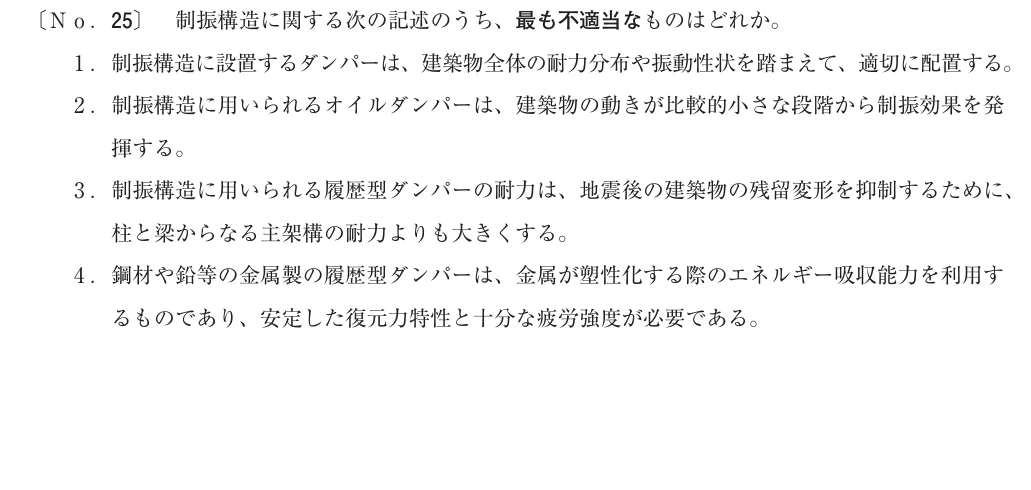 〔Ｎｏ．25〕　制振構造に関する次の記述のうち、最も不適当なものはどれか。
１．制振構造に設置するダンパーは、建築物全体の耐力分布や振動性状を踏まえて、適切に配置する。
２．制振構造に用いられるオイルダンパーは、建築物の動きが比較的小さな段階から制振効果を発
揮する。
３．制振構造に用いられる履歴型ダンパーの耐力は、地震後の建築物の残留変形を抑制するために、
柱と梁からなる主架構の耐力よりも大きくする。
４．鋼材や鉛等の金属製の履歴型ダンパーは、金属が塑性化する際のエネルギー吸収能力を利用す
るものであり、安定した復元力特性と十分な疲労強度が必要である。